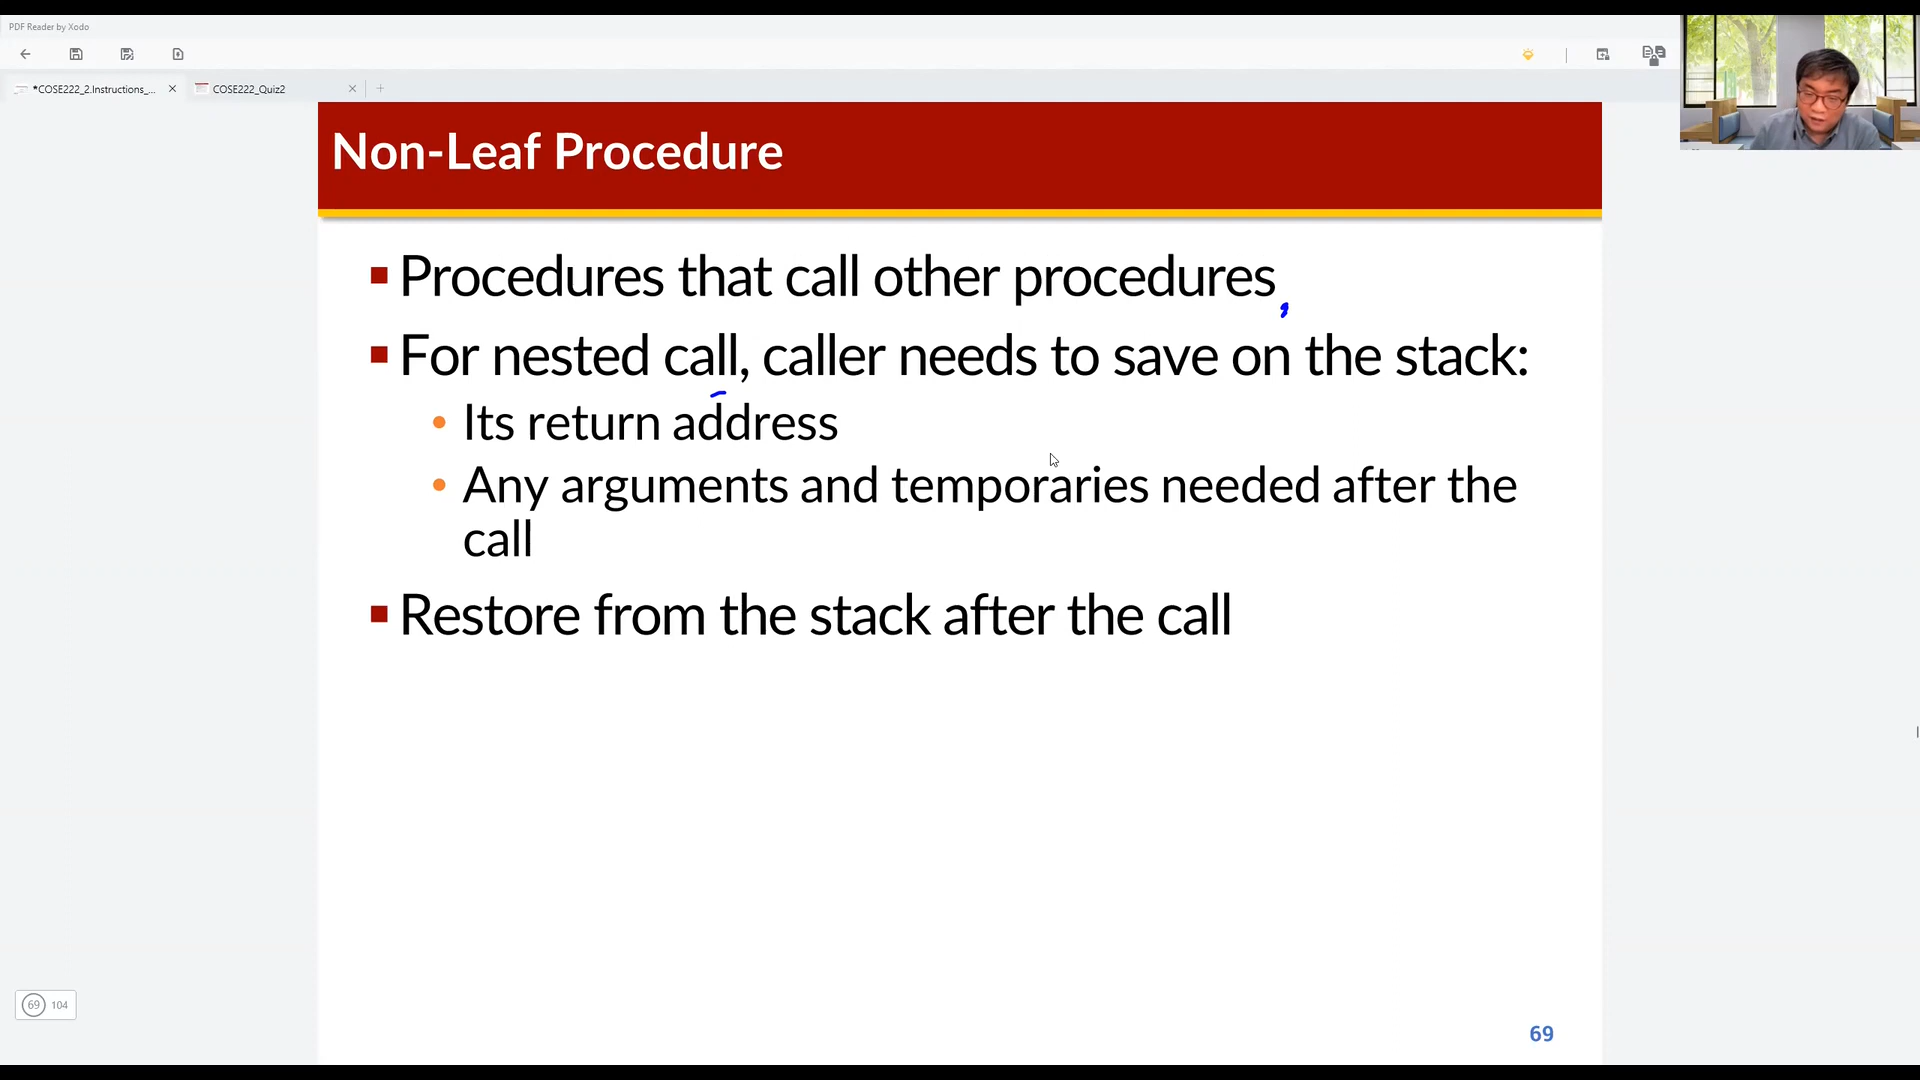 PDF Reader by Xodo
*COSE222_2.Instructions_...
COSE222_Quiz2
Non-Leaf Procedure
Procedures that call other procedures
For nested call, caller needs to save on the stack:
Its return address
Any arguments and temporaries needed after the
call
Restore from the stack after the call
69 104
69